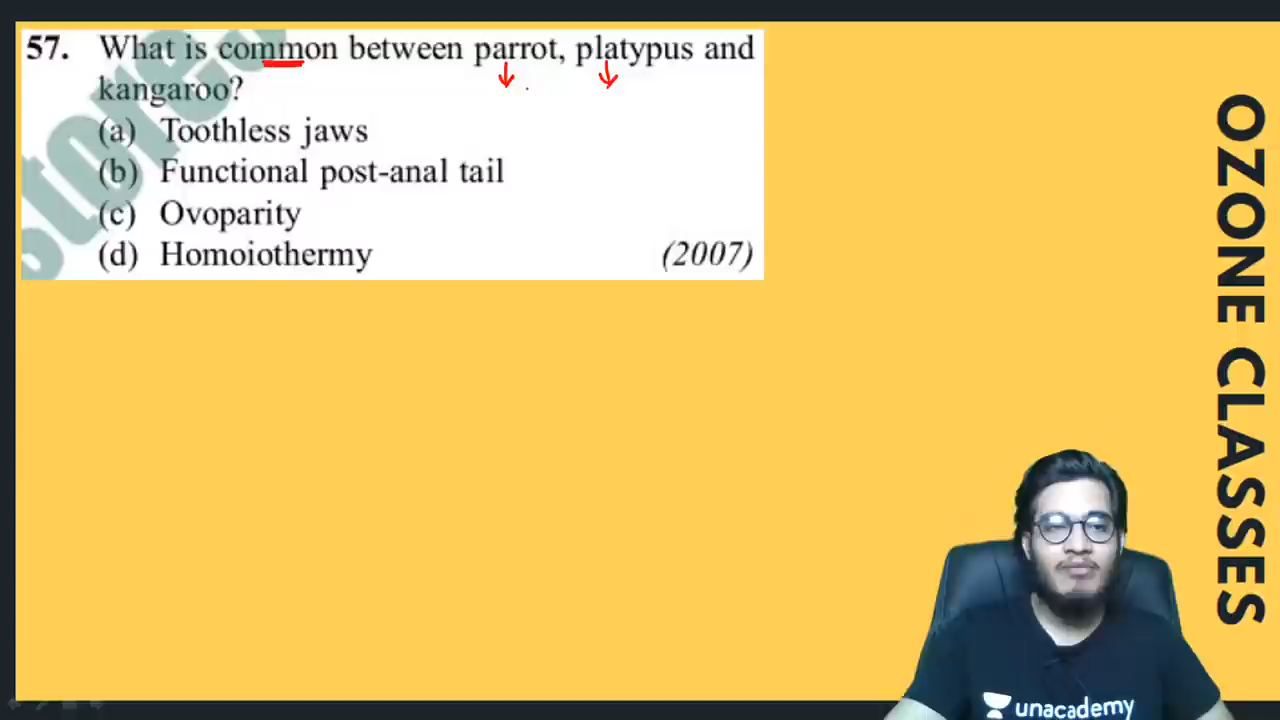 57. What is common between parrot, platypus and
kangaroo?
(a) Toothless jaws
(b) Functional post-anal tail
(c) Ovoparity
(d) Homoiothermy (2007)
OZONE CLASSES
unacademy